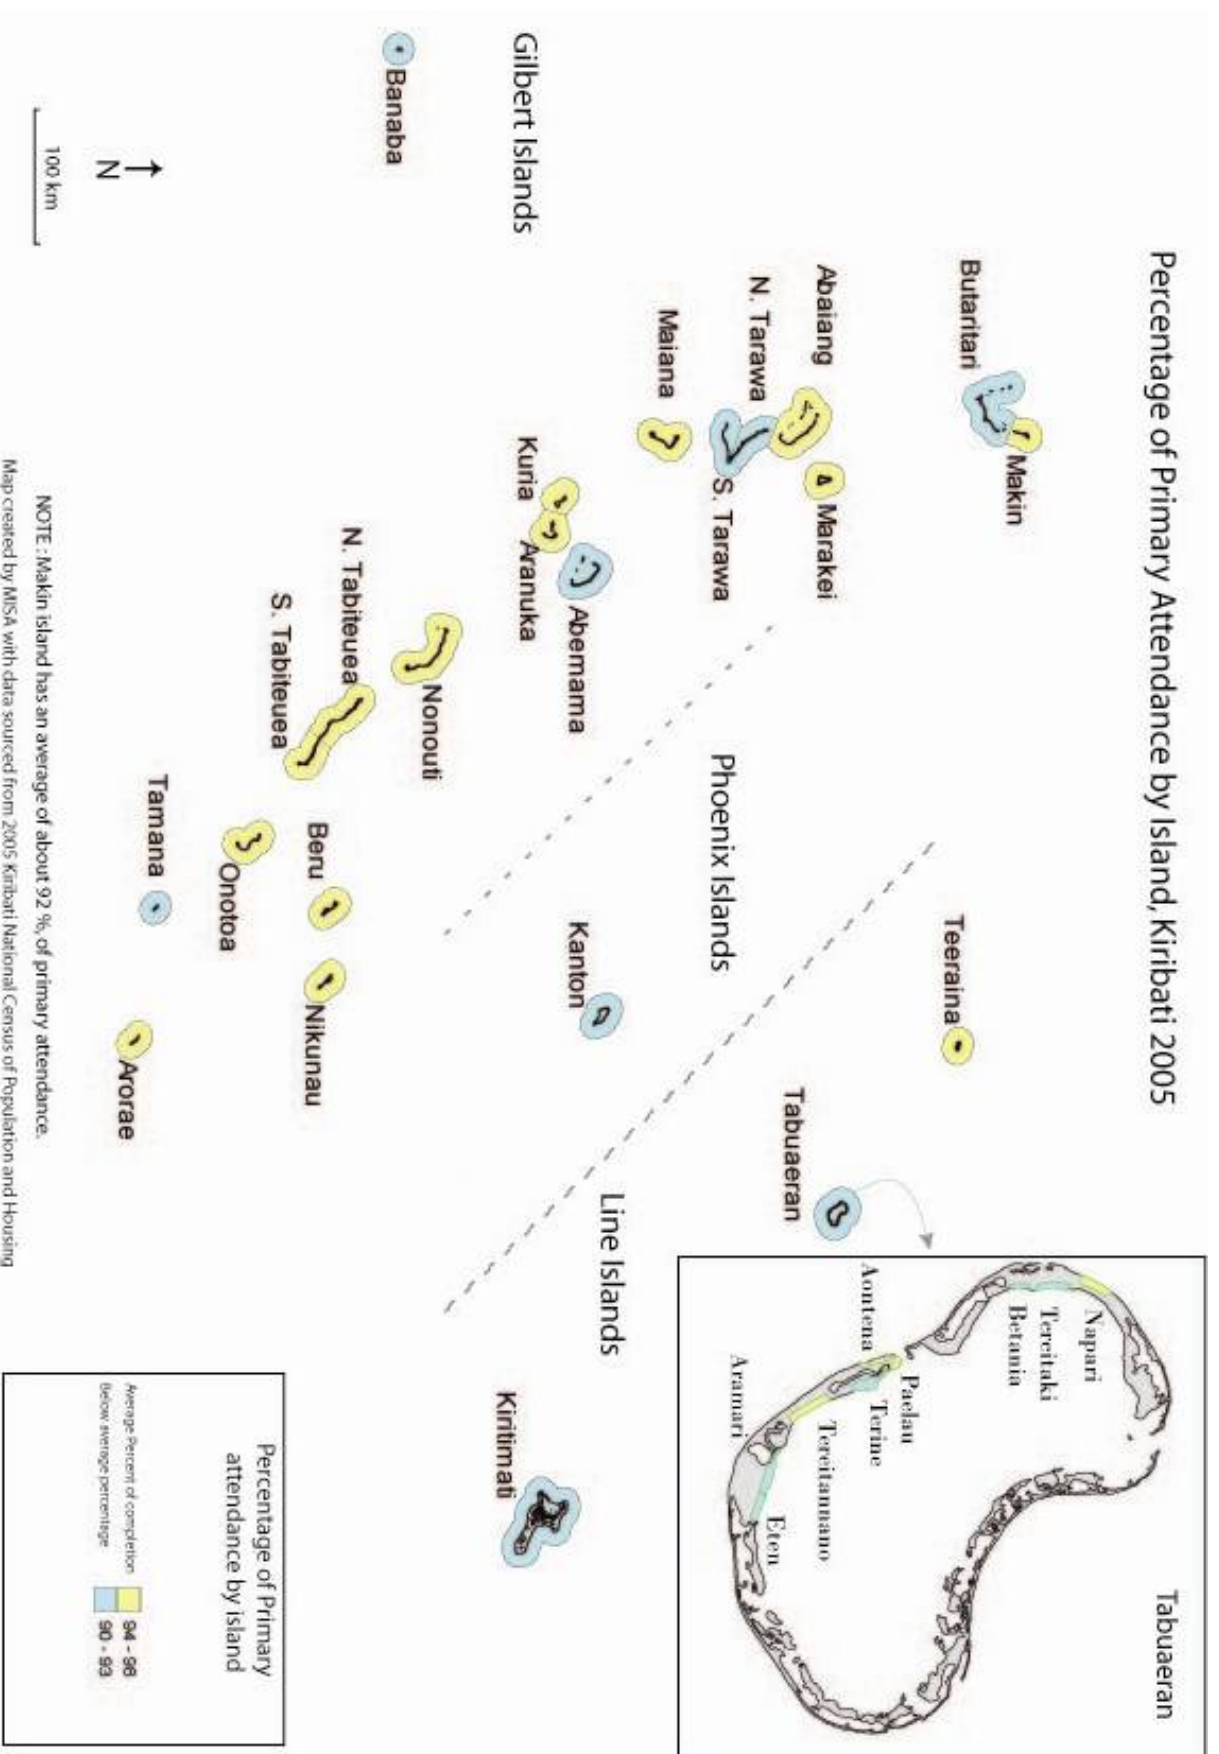 Percentage of Primary Attendance by Island, Kiribati 2005
Tabuaeran
Butaritari
Makin
Teeraina
Napari
Tereitaki
Betania
Abaiang
Marakei
N. Tarawa
S. Tarawa
Tabuaeran
Aontena
Paelau
Terine
Tereitannano
Aramari
Eten
Maiana
Phoenix Islands
Line Islands
Gilbert Islands
Kuria
Aranuka
Abemama
Kanton
Kiritimati
Banaba
Nonouti
N. Tabiteuea
S. Tabiteuea
Beru
Nikunau
Onotoa
Tamana
Arorae
Percentage of Primary
attendance by island
Average Percent of completion
94 - 96
Below average percentage
90 - 93
N
100 km
NOTE : Makin island has an average of about 92 %, of primary attendance.
Map created by MISA with data sourced from 2005 Kiribati National Census of Population and Housing